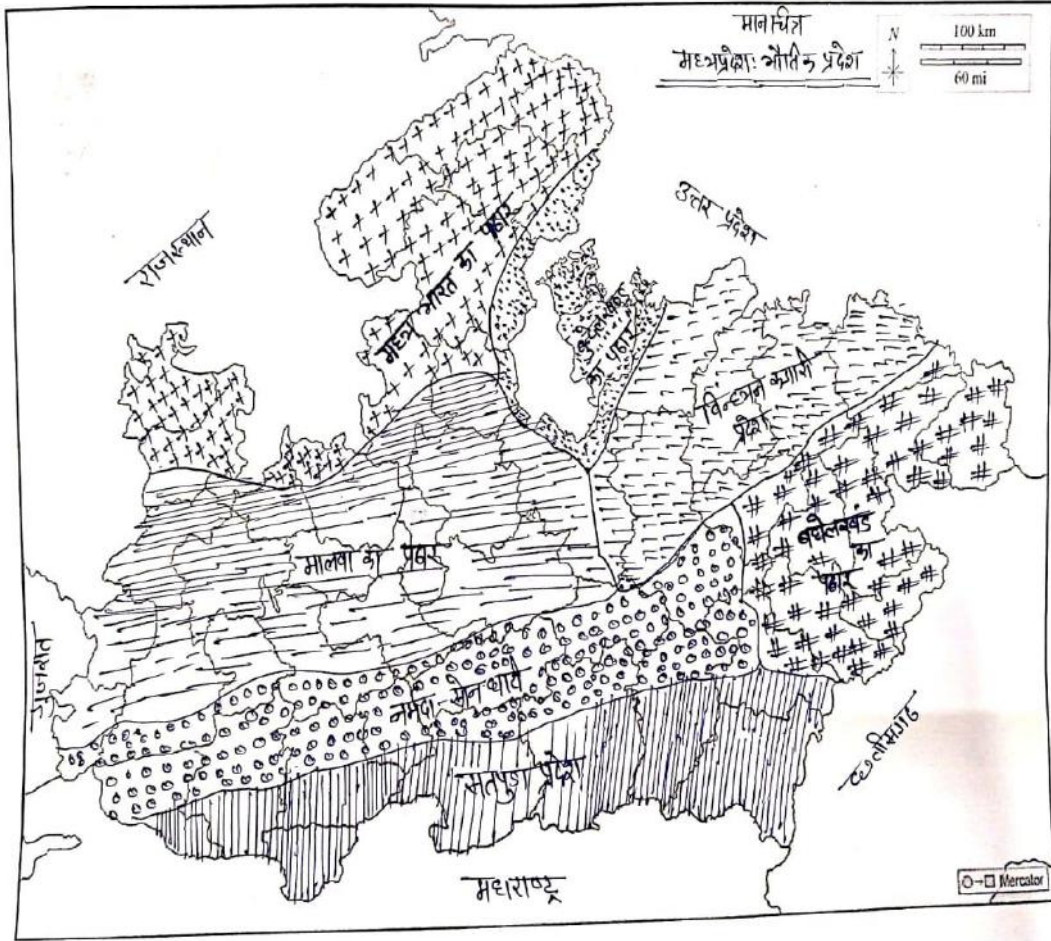 मानचित्र
मध्यप्रदेश: भौतिक प्रदेश
N
100 km
60 mi
राजस्थान
उत्तर प्रदेश
मध्य भारत का पठार
बुंदेलखण्ड
का पठार
विन्ध्यन कगारी
प्रदेश
बघेलखंड
का
पठार
मालवा का पठार
गुजरात
नर्मदा सोन घाटी
सतपुड़ा प्रदेश
छत्तीसगढ़
महाराष्ट्र
Mercator